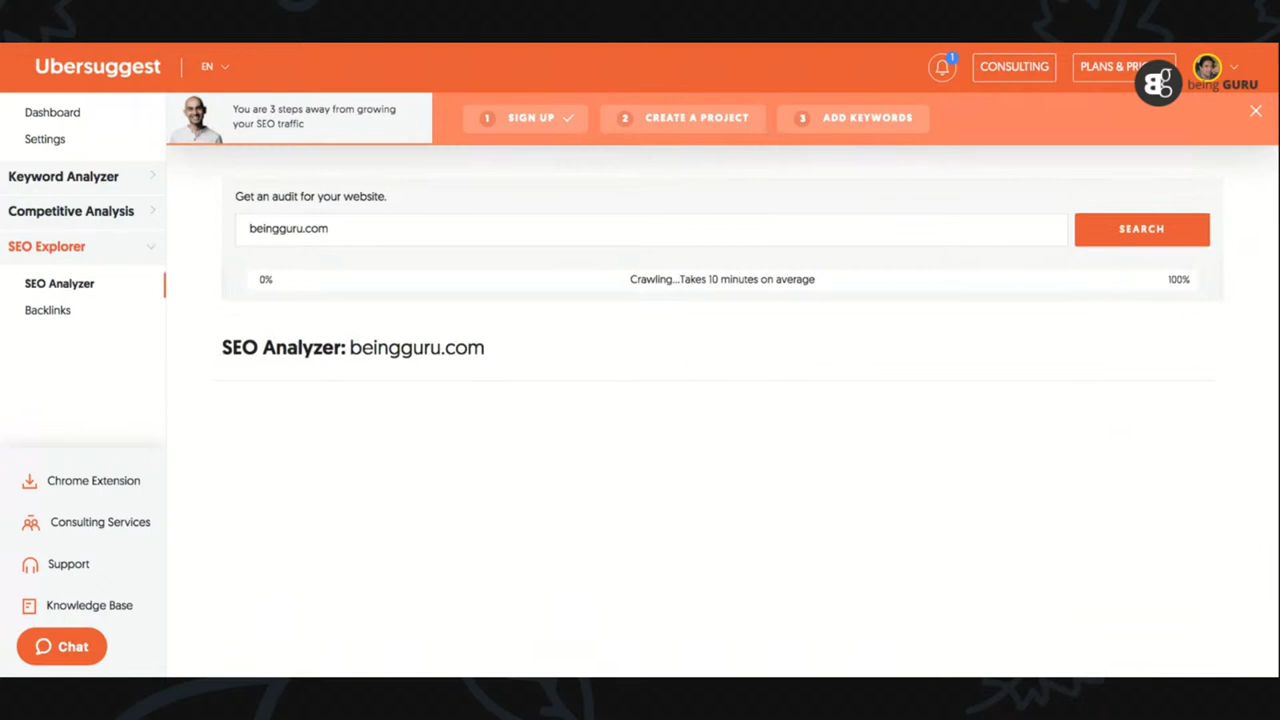 Ubersuggest
EN
1
CONSULTING
PLANS &
being GURU
Dashboard
Settings
You are 3 steps away from growing
your SEO traffic
1 SIGN UP
2 CREATE A PROJECT
3 ADD KEYWORDS
Keyword Analyzer
Competitive Analysis
SEO Explorer
SEO Analyzer
Backlinks
Get an audit for your website.
beingguru.com
SEARCH
0%
Crawling...Takes 10 minutes on average
100%
SEO Analyzer: beingguru.com
Chrome Extension
Consulting Services
Support
Knowledge Base
Chat